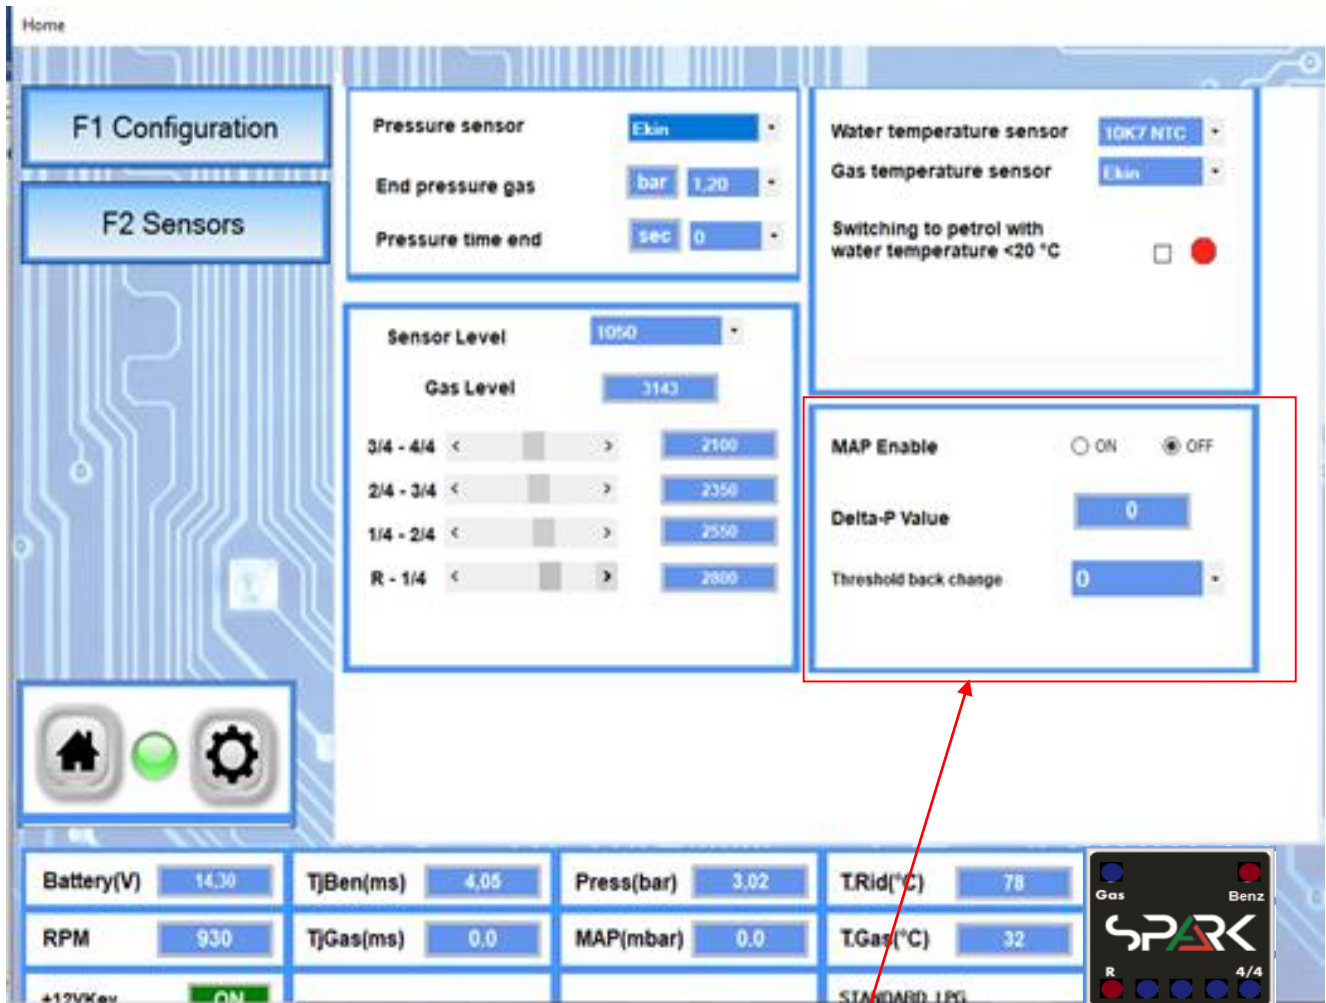 Home
F1 Configuration
F2 Sensors
Pressure sensor Ekin
End pressure gas bar 1,20
Pressure time end sec 0
Water temperature sensor 10K7 NTC
Gas temperature sensor Ekin
Switching to petrol with
water temperature <20 °C
Sensor Level 1050
Gas Level 3143
3/4 - 4/4 < > 2100
2/4 - 3/4 < > 2350
1/4 - 2/4 < > 2550
R - 1/4 < > 2800
MAP Enable ON OFF
Delta-P Value 0
Threshold back change 0
Battery(V) 14,30 TjBen(ms) 4,05 Press(bar) 3,02 T.Rid(°C) 78
RPM 930 TjGas(ms) 0.0 MAP(mbar) 0.0 T.Gas(°C) 32
+12VKey ON STANDARD LPG
Gas Benz
SPARK
R 4/4